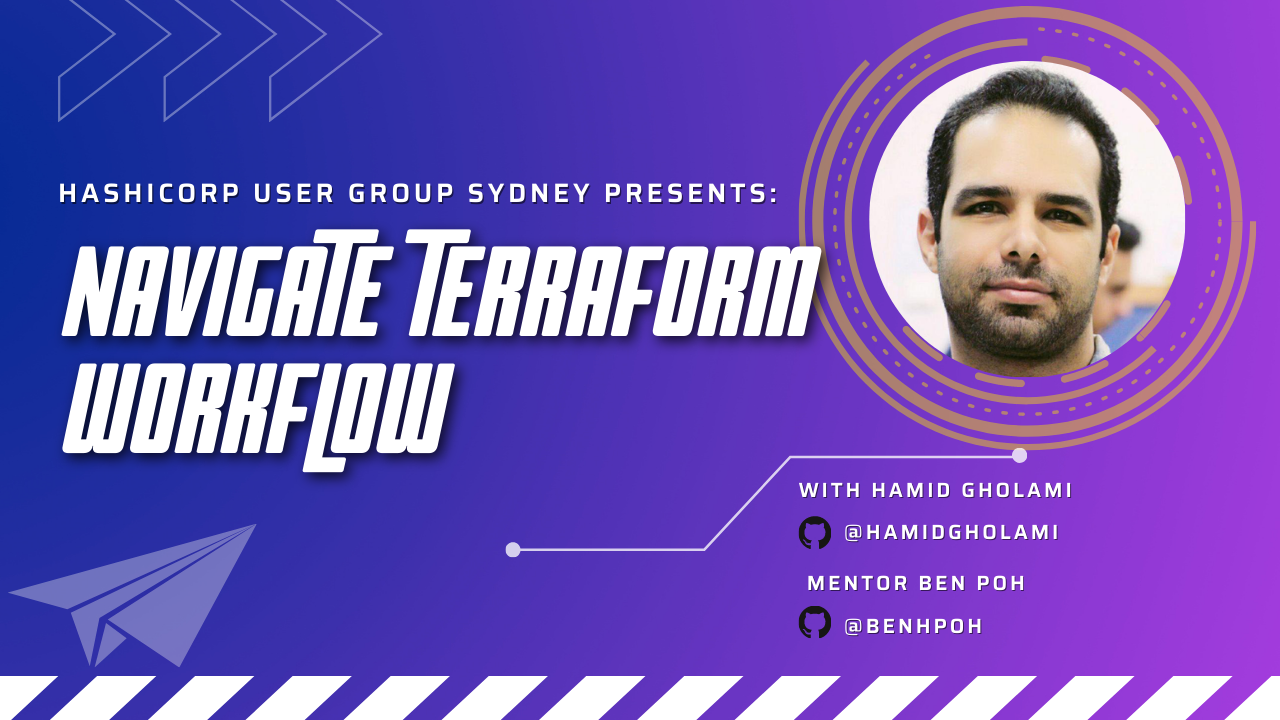 HASHICORP USER GROUP SYDNEY PRESENTS:
NAVIGATE TERRAFORM
WORKFLOW
WITH HAMID GHOLAMI
@HAMIDGHOLAMI
MENTOR BEN POH
@BENHPOH